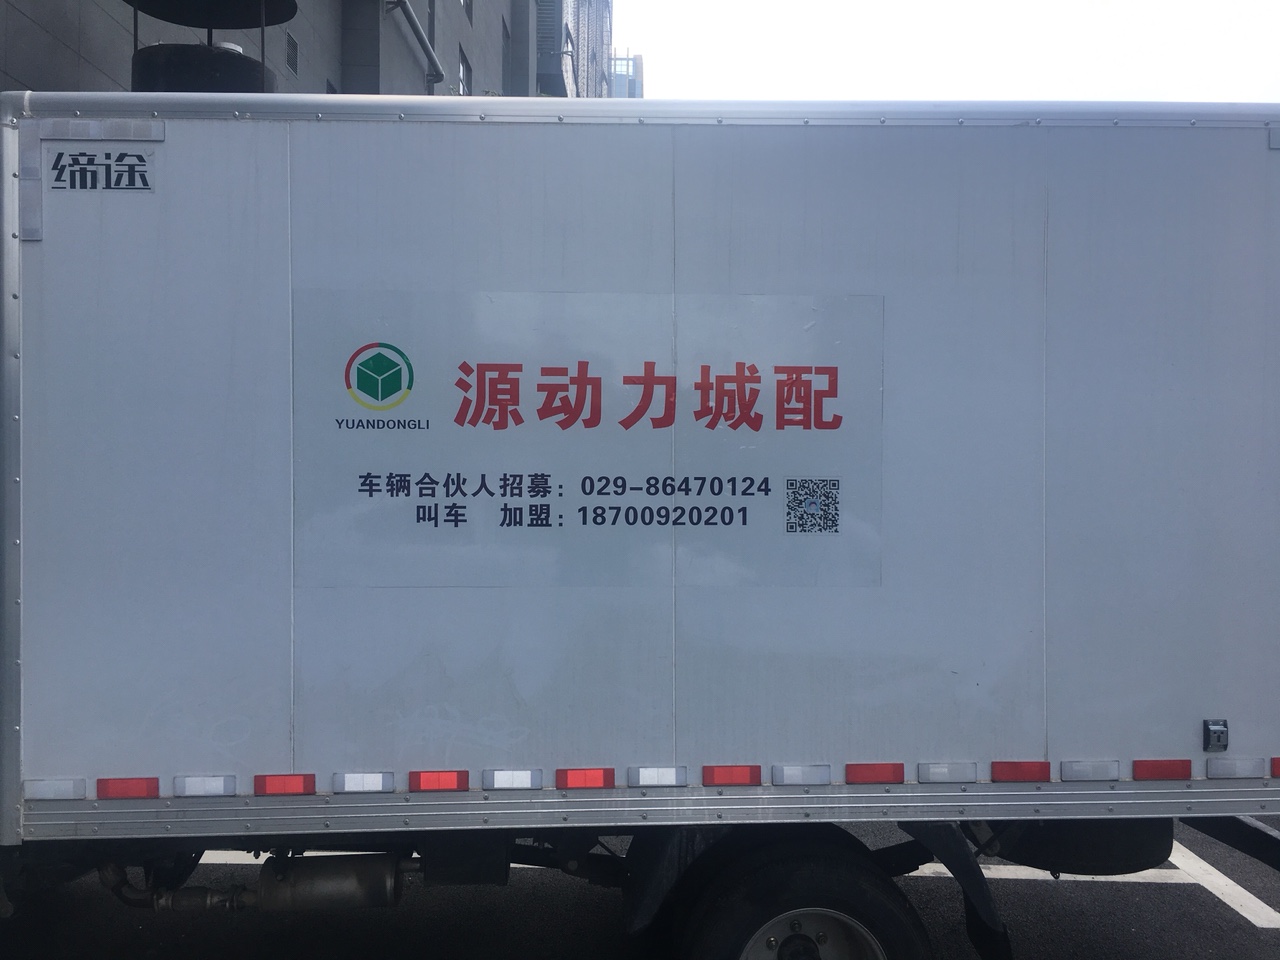 缔途
源动力城配
YUANDONGLI
车辆合伙人招募：029-86470124
叫车 加盟：18700920201